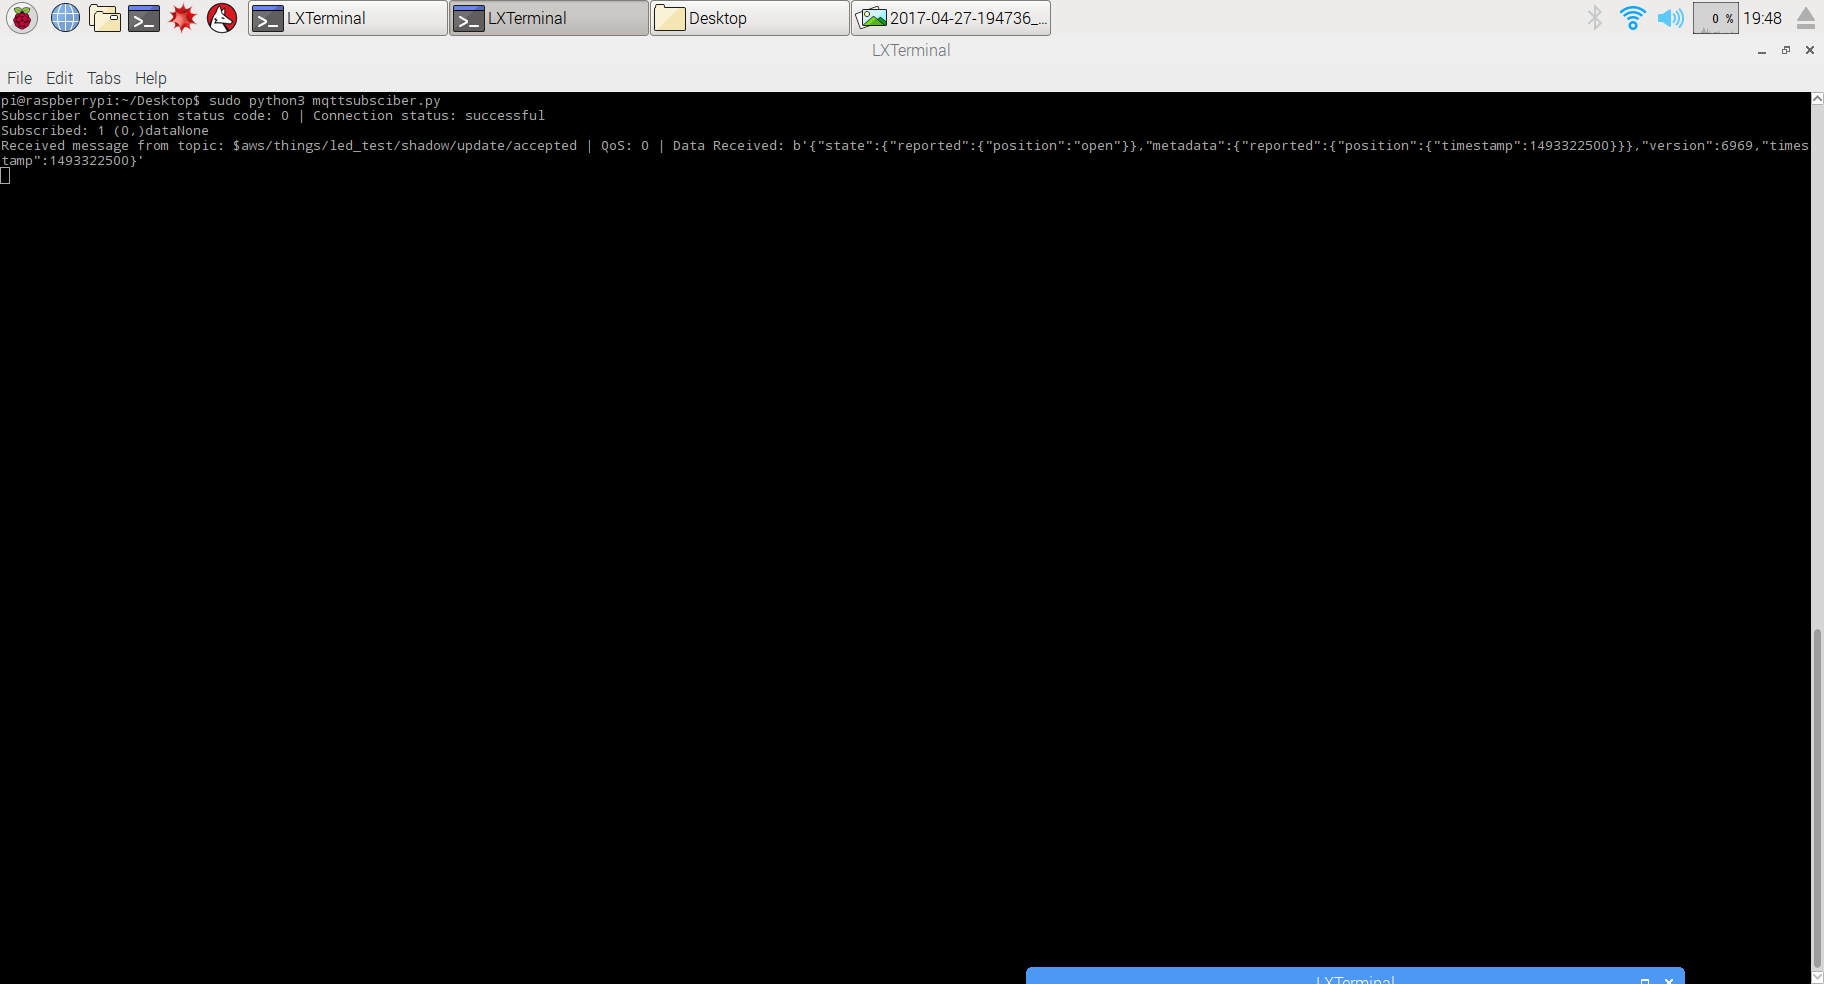 LXTerminal
LXTerminal
Desktop
2017-04-27-194736_...
0 %
19:48
LXTerminal
File Edit Tabs Help
pi@raspberrypi:~/Desktop$ sudo python3 mqttsubsciber.py
Subscriber Connection status code: 0 | Connection status: successful
Subscribed: 1 (0,)dataNone
Received message from topic: $aws/things/led_test/shadow/update/accepted | QoS: 0 | Data Received: b'{"state":{"reported":{"position":"open"}},"metadata":{"reported":{"position":{"timestamp":1493322500}}},"version":6969,"times
tamp":1493322500}'
LXTerminal